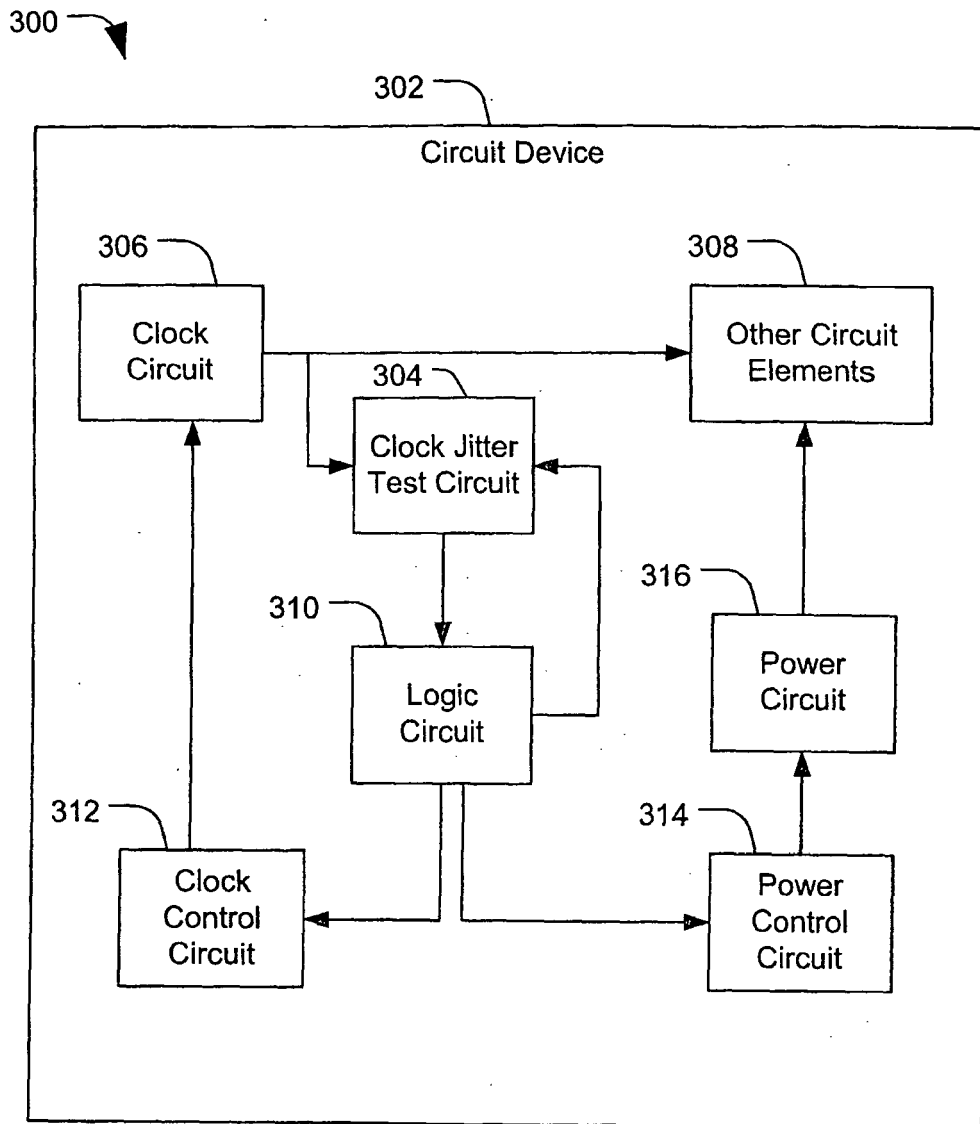 300
302
Circuit Device
306
Clock
Circuit
308
Other Circuit
Elements
304
Clock Jitter
Test Circuit
310
Logic
Circuit
316
Power
Circuit
312
Clock
Control
Circuit
314
Power
Control
Circuit